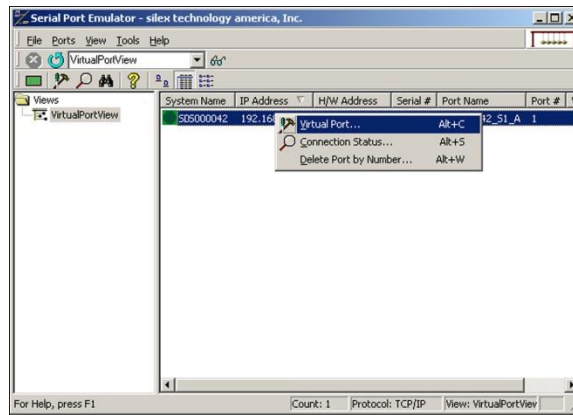 Serial Port Emulator - silex technology america, Inc.
File Ports View Tools Help
VirtualPortView
Views
VirtualPortView
System Name IP Address H/W Address Serial # Port Name Port #
SDS000042 192.16 42_S1_A 1
Virtual Port... Alt+C
Connection Status... Alt+S
Delete Port by Number... Alt+W
For Help, press F1 Count: 1 Protocol: TCP/IP View: VirtualPortView